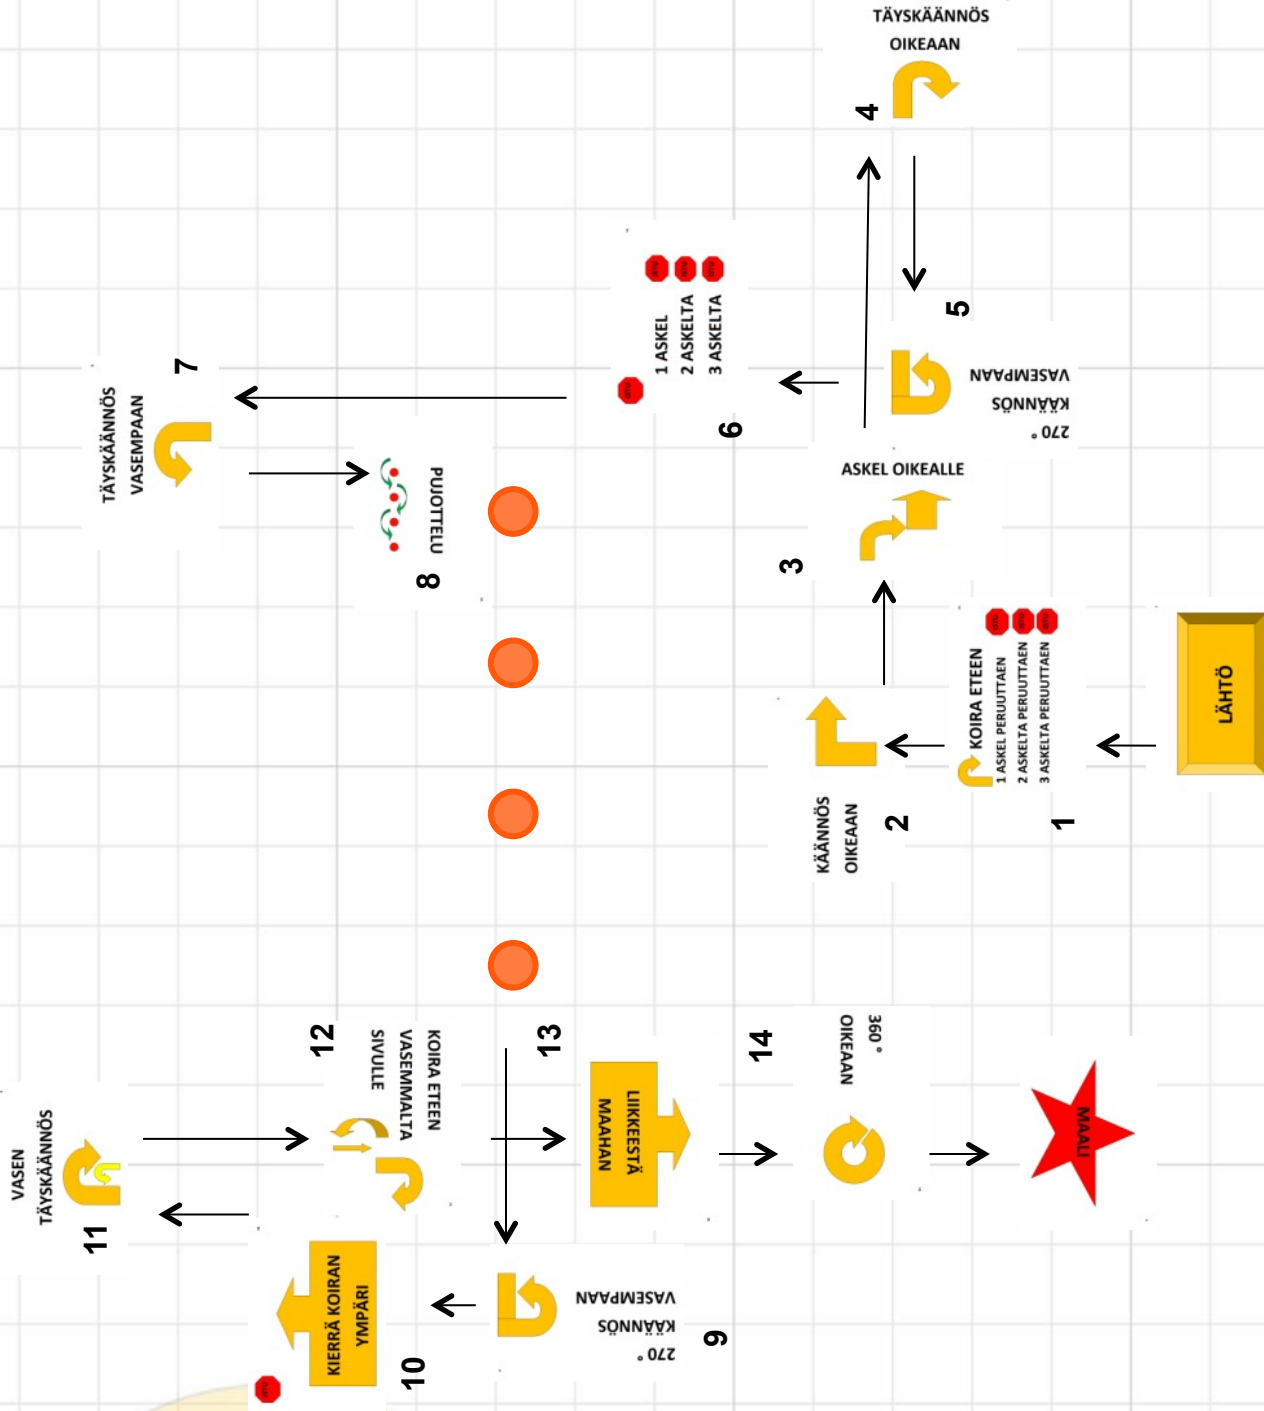 LÄHTÖ
1
KOIRA ETEEN
1 ASKEL PERUUTTAEN
2 ASKELTA PERUUTTAEN
3 ASKELTA PERUUTTAEN
2
KÄÄNNÖS
OIKEAAN
3
ASKEL OIKEALLE
4
TÄYSKÄÄNNÖS
OIKEAAN
5
270°
KÄÄNNÖS
VASEMPAAN
6
1 ASKEL
2 ASKELTA
3 ASKELTA
7
TÄYSKÄÄNNÖS
VASEMPAAN
8
PUJOTTELU
9
270°
KÄÄNNÖS
VASEMPAAN
10
KIERRÄ KOIRAN
YMPÄRI
11
VASEN
TÄYSKÄÄNNÖS
12
KOIRA ETEEN
VASEMMALTA
SIVULLE
13
LIIKKEESTÄ
MAAHAN
14
360°
OIKEAAN
MAALI